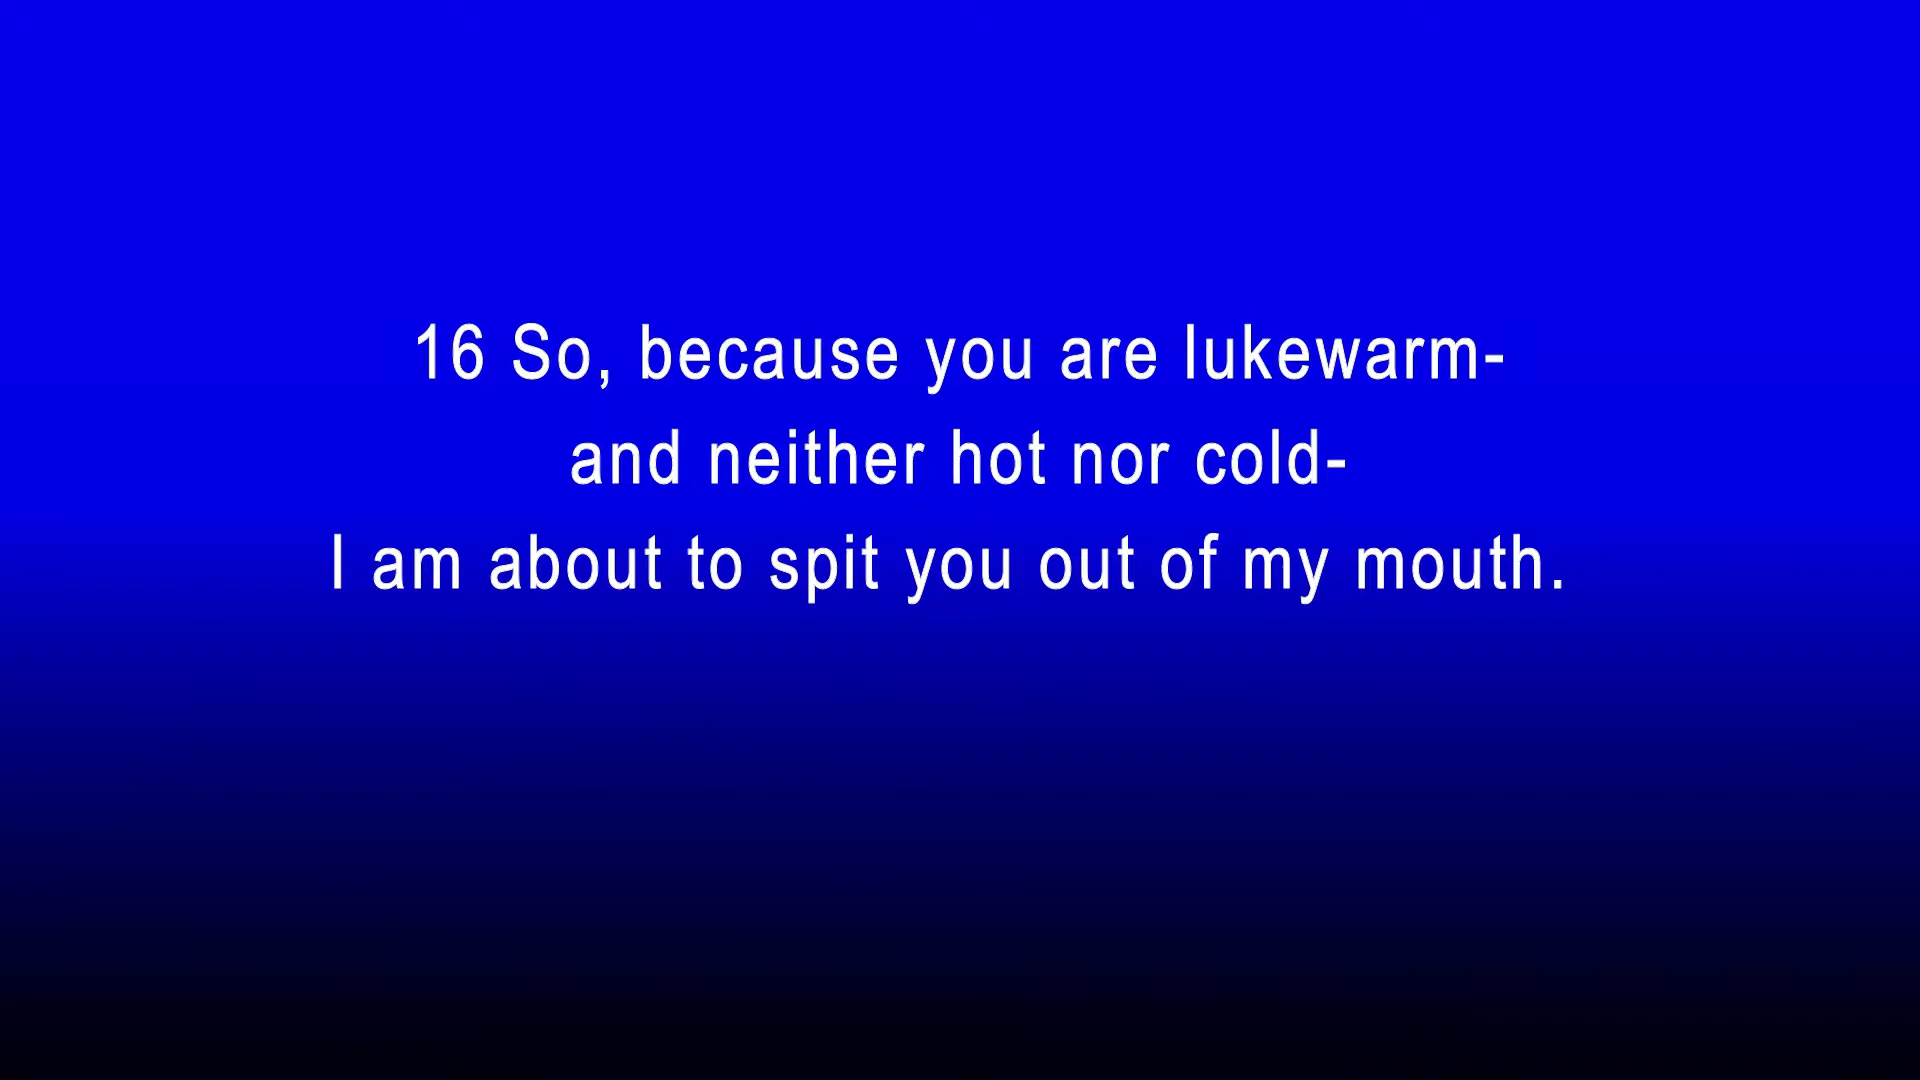 16 So, because you are lukewarm-
and neither hot nor cold-
I am about to spit you out of my mouth.